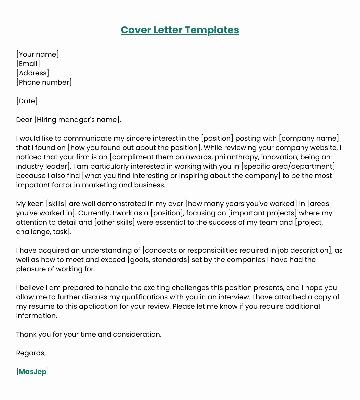 Cover Letter Templates
[Your name]
[Email]
[Address]
[Phone number]
[Date]
Dear [Hiring manager's name],
I would like to communicate my sincere interest in the [position] posting with [company name]
that I found on [how you found out about the position]. While reviewing your company website, I
noticed that your firm is an [compliment them on awards, philanthropy, innovation, being an
industry leader]. I am particularly interested in working with you in [specific area/department]
because I also find [what you find interesting or inspiring about the company] to be the most
important factor in marketing and business.
My keen [skills] are well demonstrated in my over [how many years you've worked] in [areas
you've worked in]. Currently, I work as a [position], focusing on [important projects] where my
attention to detail and [other skills] were essential to the success of my team and [project,
challenge, task].
I have acquired an understanding of [concepts or responsibilities required in job description], as
well as how to meet and exceed [goals, standards] set by the companies I have had the
pleasure of working for.
I believe I am prepared to handle the exciting challenges this position presents, and I hope you
allow me to further discuss my qualifications with you in an interview. I have attached a copy of
my resume to this application for your review. Please let me know if you require additional
information.
Thank you for your time and consideration.
Regards,
[MasJep